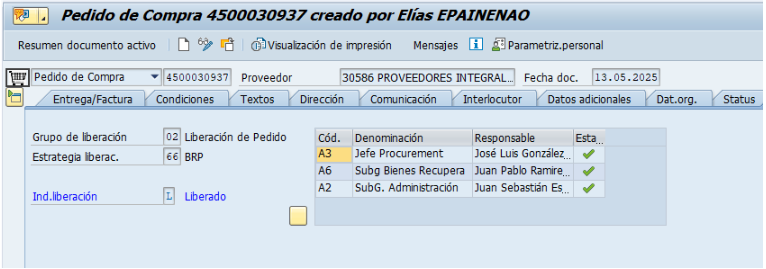 Pedido de Compra 4500030937 creado por Elías EPAINENAO
Resumen documento activo Visualización de impresión Mensajes Parametriz.personal
Pedido de Compra 4500030937 Proveedor 30586 PROVEEDORES INTEGRAL... Fecha doc. 13.05.2025
Entrega/Factura Condiciones Textos Dirección Comunicación Interlocutor Datos adicionales Dat.org. Status
Grupo de liberación 02 Liberación de Pedido Cód. Denominación Responsable Esta...
Estrategia liberac. 66 BRP A3 Jefe Procurement José Luis González...
A6 Subg Bienes Recupera Juan Pablo Ramire...
Ind.liberación L Liberado A2 SubG. Administración Juan Sebastián Es...